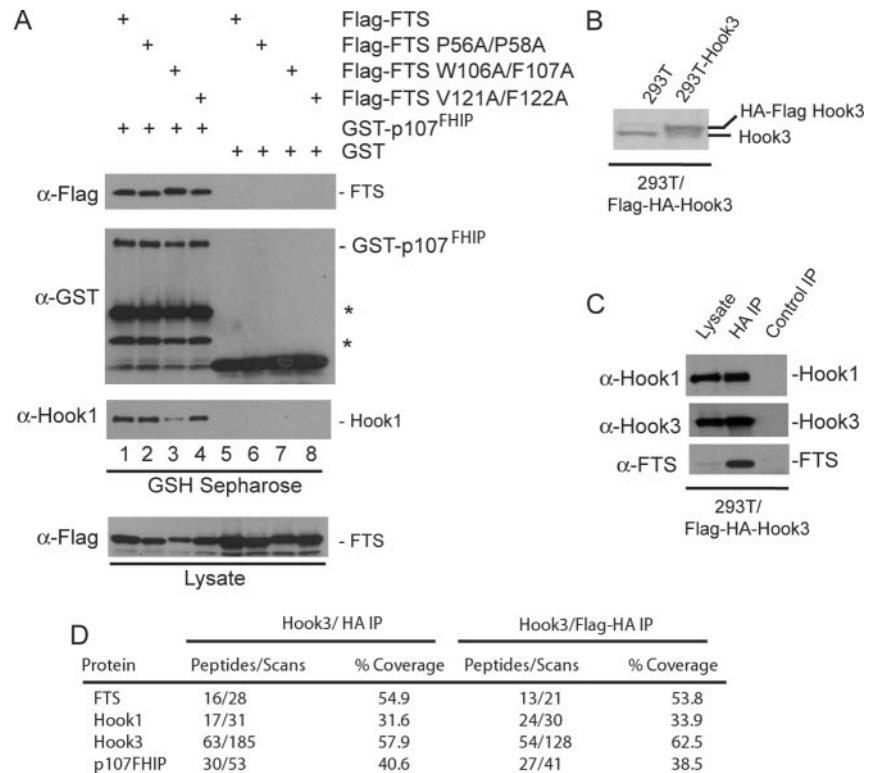 A
+ + Flag-FTS
+ + Flag-FTS P56A/P58A
+ + Flag-FTS W106A/F107A
+ + Flag-FTS V121A/F122A
+ + + + GST-p107FHIP
+ + + + GST
α-Flag - FTS
- GST-p107FHIP
α-GST *
*
α-Hook1 - Hook1
1 2 3 4 5 6 7 8
GSH Sepharose
α-Flag - FTS
Lysate
B
293T 293T-Hook3
HA-Flag Hook3
Hook3
293T/
Flag-HA-Hook3
C
Lysate HA IP Control IP
α-Hook1 -Hook1
α-Hook3 -Hook3
α-FTS -FTS
293T/
Flag-HA-Hook3
D Hook3/ HA IP Hook3/Flag-HA IP
Protein Peptides/Scans % Coverage Peptides/Scans % Coverage
FTS 16/28 54.9 13/21 53.8
Hook1 17/31 31.6 24/30 33.9
Hook3 63/185 57.9 54/128 62.5
p107FHIP 30/53 40.6 27/41 38.5